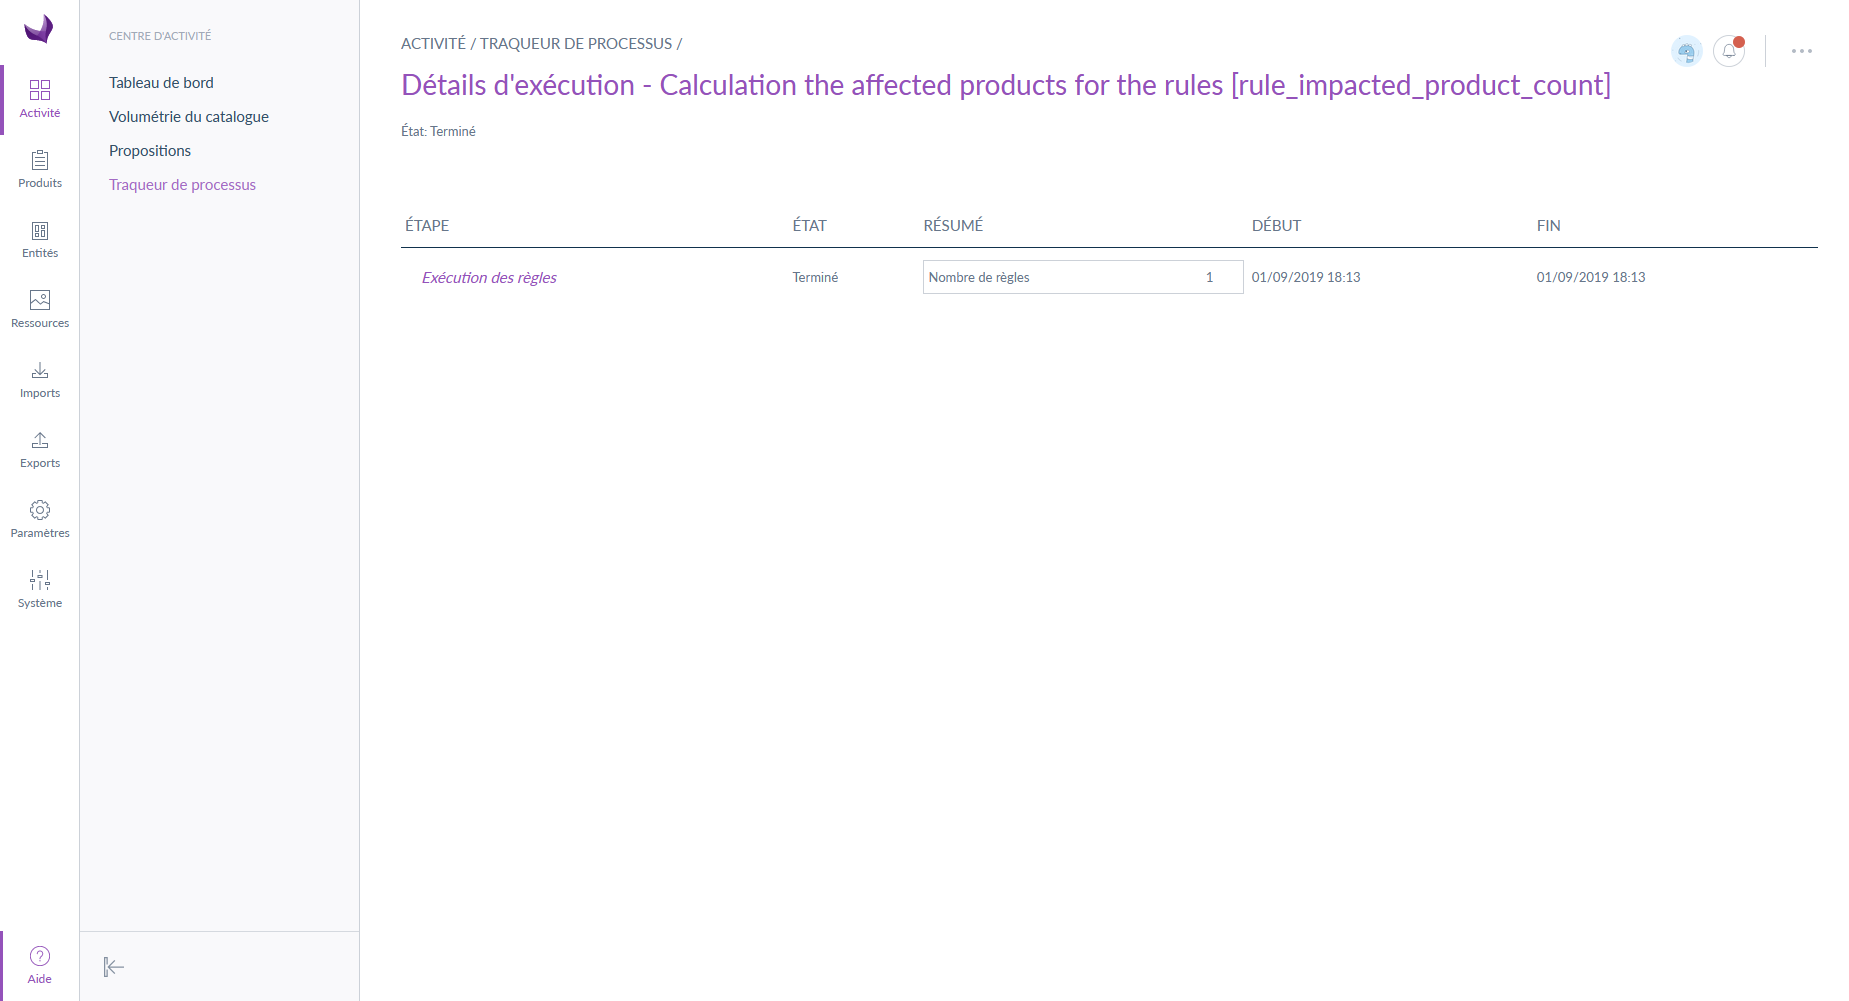 Activité
Produits
Entités
Ressources
Imports
Exports
Paramètres
Système
Aide
CENTRE D'ACTIVITÉ
Tableau de bord
Volumétrie du catalogue
Propositions
Traqueur de processus
ACTIVITÉ / TRAQUEUR DE PROCESSUS /
Détails d'exécution - Calculation the affected products for the rules [rule_impacted_product_count]
État: Terminé
ÉTAPE ÉTAT RÉSUMÉ DÉBUT FIN
Exécution des règles Terminé Nombre de règles 1 01/09/2019 18:13 01/09/2019 18:13